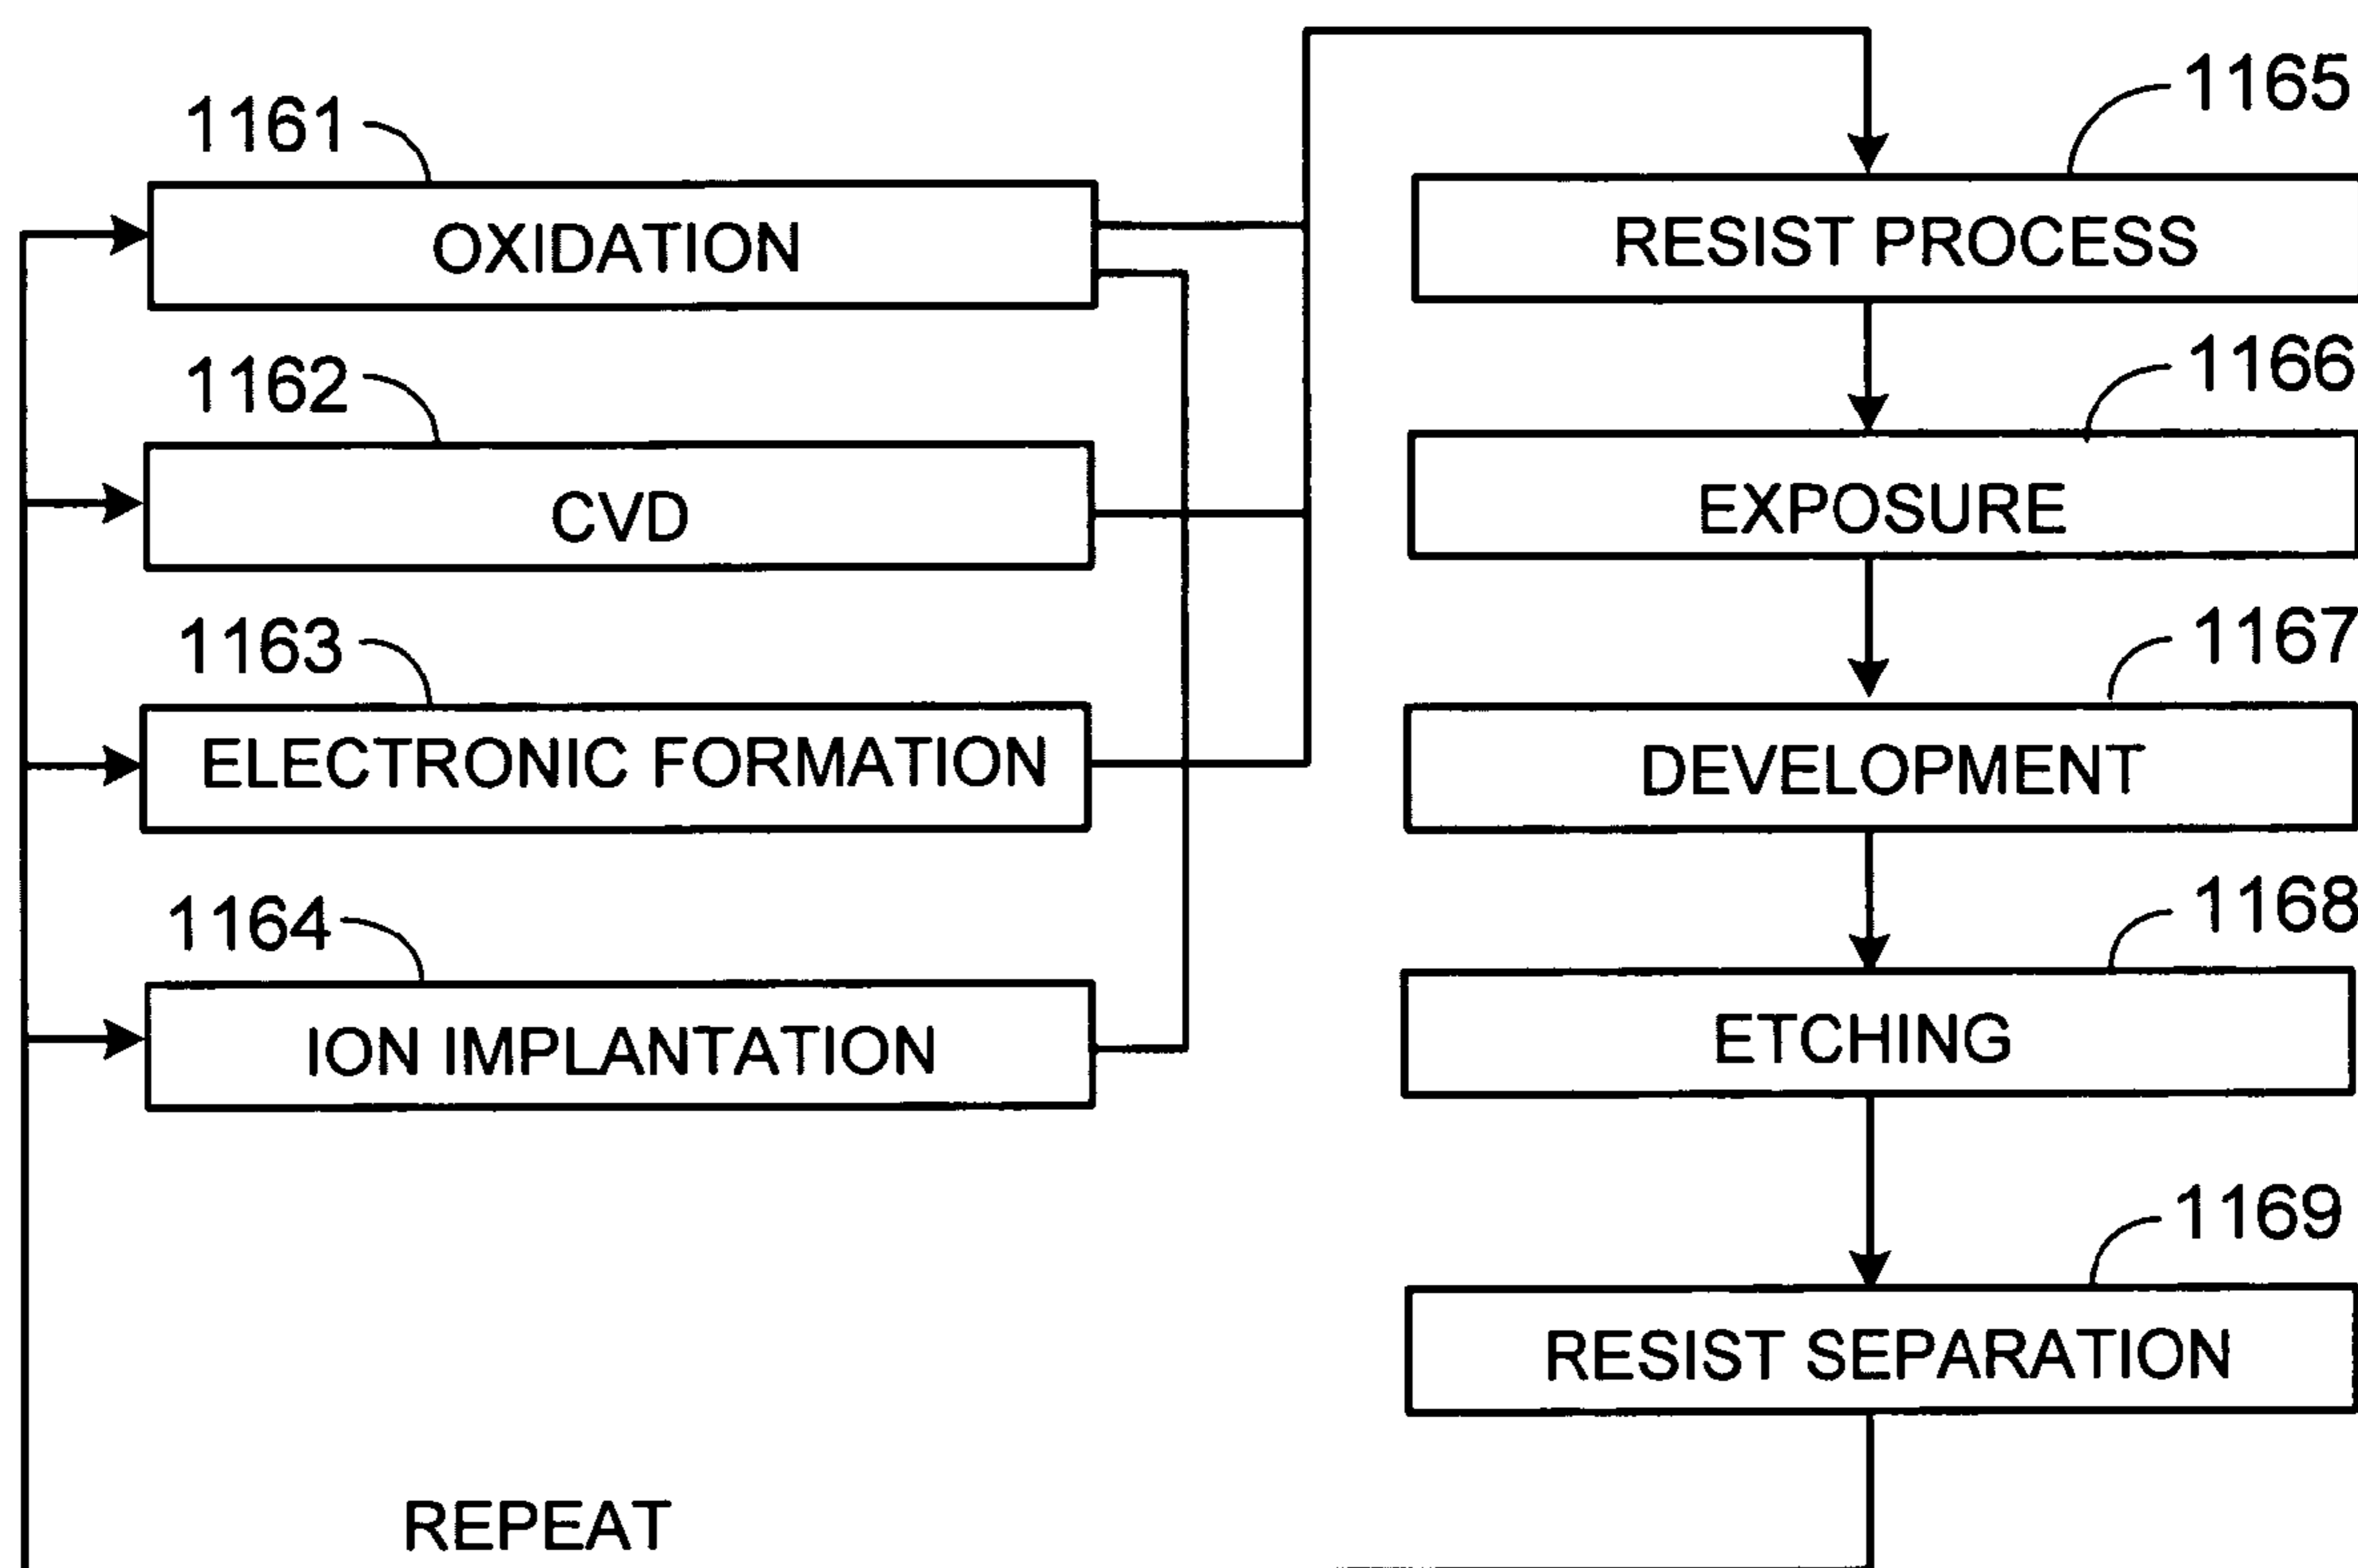 1161
OXIDATION
1162
CVD
1163
ELECTRONIC FORMATION
1164
ION IMPLANTATION
REPEAT
1165
RESIST PROCESS
1166
EXPOSURE
1167
DEVELOPMENT
1168
ETCHING
1169
RESIST SEPARATION